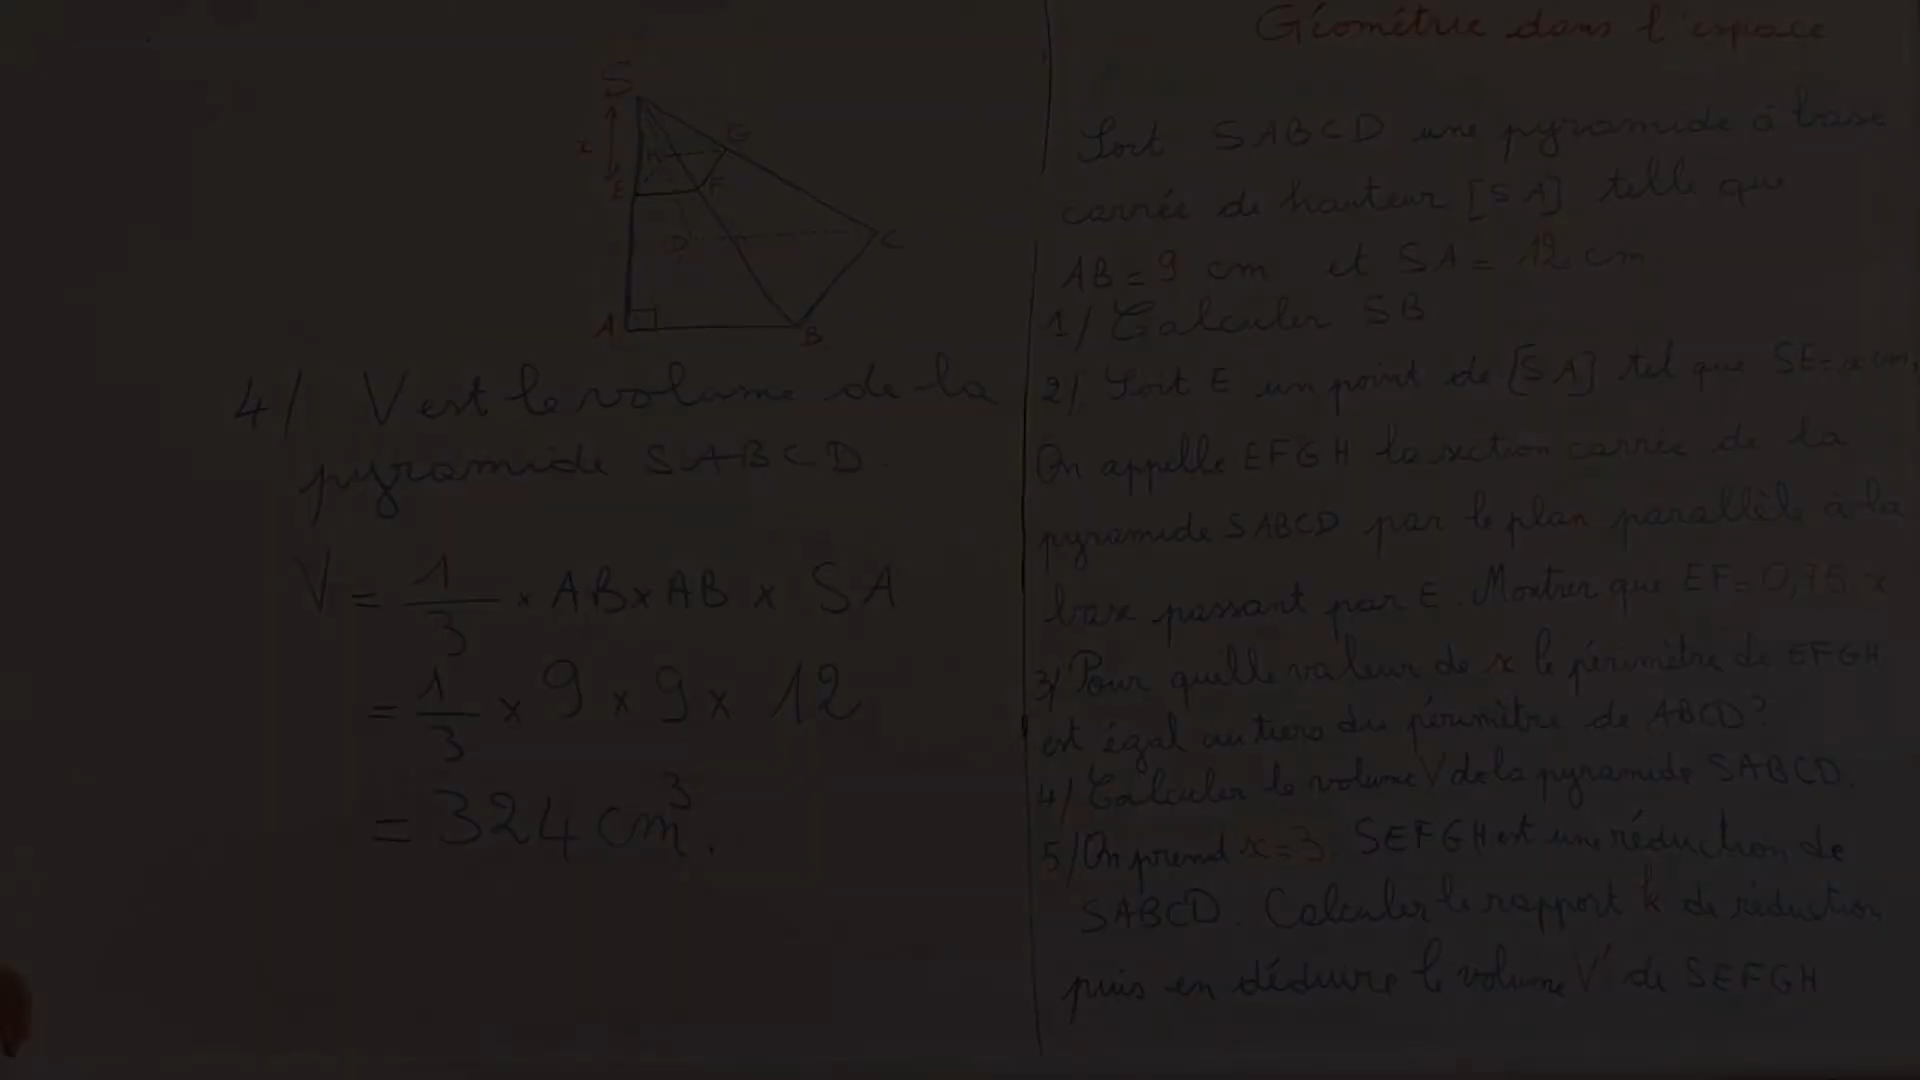 S
x
G
H
E
F
D
C
A
B
4/ V est le volume de la
pyramide SABCD.
V = 1/3 × AB × AB × SA
= 1/3 × 9 × 9 × 12
= 324 cm³.
Géométrie dans l'espace
Soit SABCD une pyramide à base
carrée de hauteur [SA] telle que
AB = 9 cm et SA = 12 cm
1/ Calculer SB
2/ Soit E un point de [SA] tel que SE = x cm.
On appelle EFGH la section carrée de la
pyramide SABCD par le plan parallèle à la
base passant par E. Montrer que EF = 0,75 x
3/ Pour quelle valeur de x le périmètre de EFGH
est égal au tiers du périmètre de ABCD ?
4/ Calculer le volume V de la pyramide SABCD.
5/ On prend x = 3. SEFGH est une réduction de
SABCD. Calculer le rapport k de réduction
puis en déduire le volume V' de SEFGH